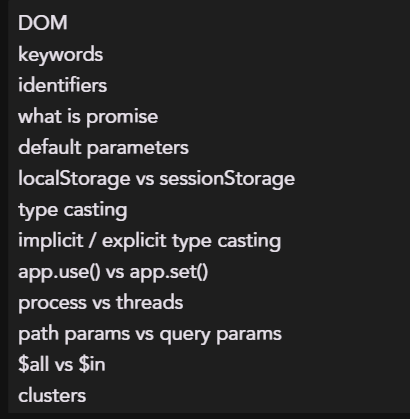 DOM
keywords
identifiers
what is promise
default parameters
localStorage vs sessionStorage
type casting
implicit / explicit type casting
app.use() vs app.set()
process vs threads
path params vs query params
$all vs $in
clusters